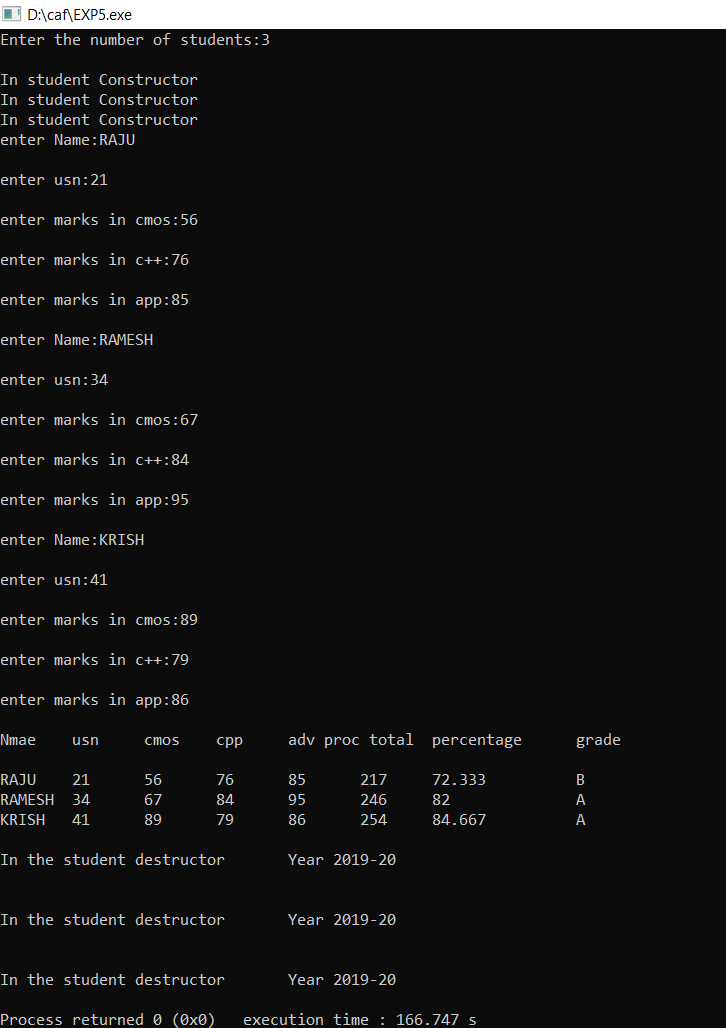 D:\caf\EXP5.exe
Enter the number of students:3
In student Constructor
In student Constructor
In student Constructor
enter Name:RAJU
enter usn:21
enter marks in cmos:56
enter marks in c++:76
enter marks in app:85
enter Name:RAMESH
enter usn:34
enter marks in cmos:67
enter marks in c++:84
enter marks in app:95
enter Name:KRISH
enter usn:41
enter marks in cmos:89
enter marks in c++:79
enter marks in app:86
Nmae    usn     cmos    cpp     adv proc total  percentage      grade
RAJU    21      56      76      85      217     72.333          B
RAMESH  34      67      84      95      246     82              A
KRISH   41      89      79      86      254     84.667          A
In the student destructor       Year 2019-20
In the student destructor       Year 2019-20
In the student destructor       Year 2019-20
Process returned 0 (0x0)   execution time : 166.747 s